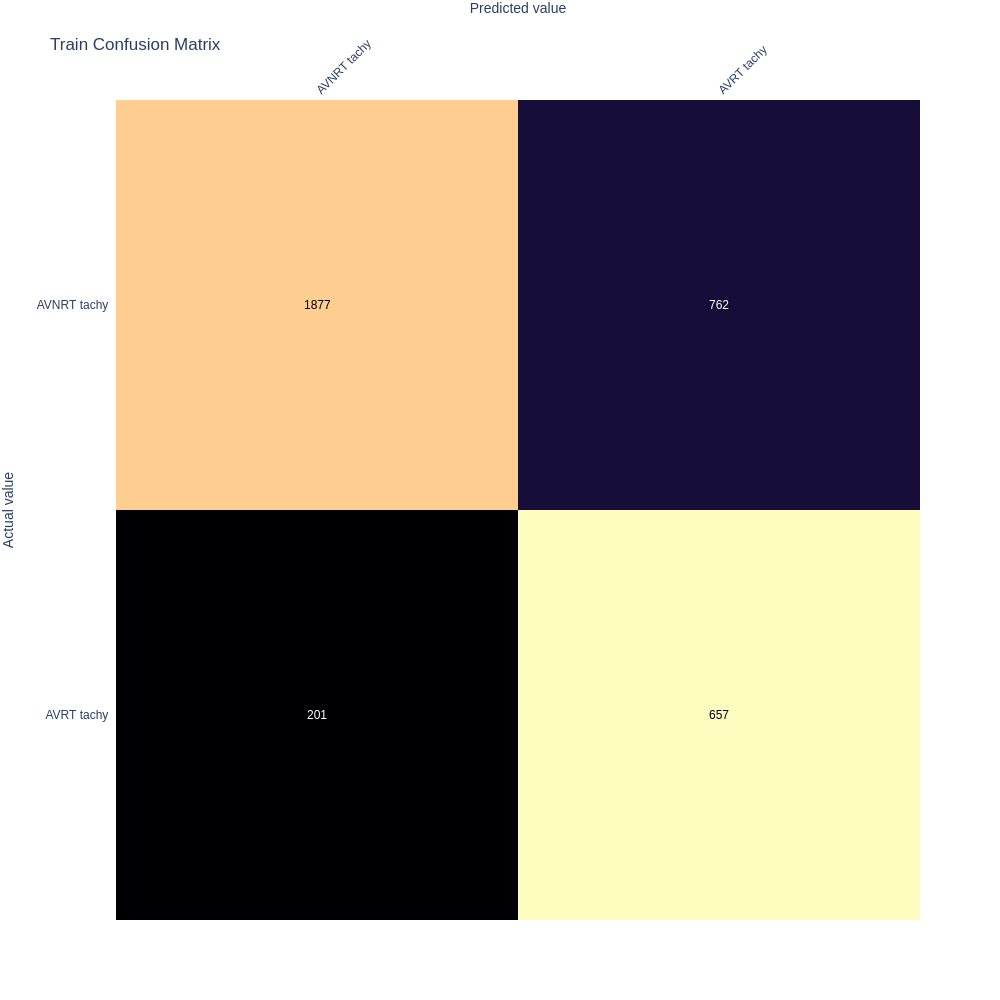 Predicted value
Train Confusion Matrix
AVNRT tachy
AVRT tachy
AVNRT tachy
1877
762
Actual value
AVRT tachy
201
657